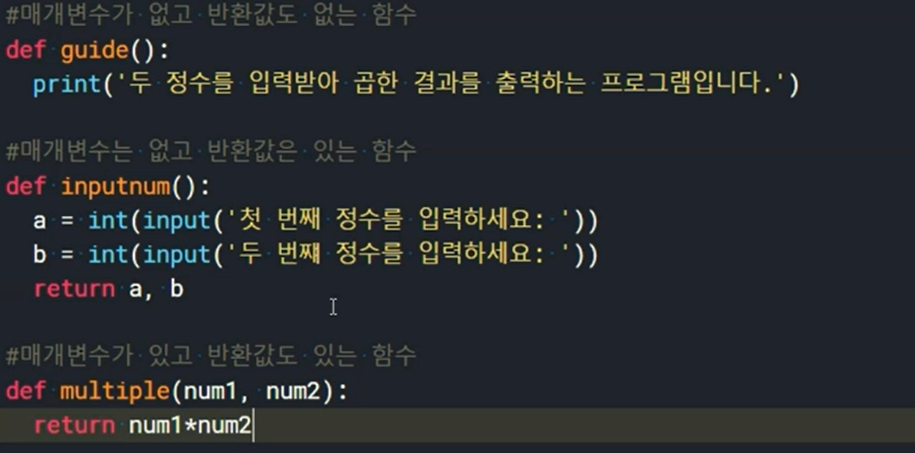 #매개변수가 없고 반환값도 없는 함수
def guide():
  print('두 정수를 입력받아 곱한 결과를 출력하는 프로그램입니다.')
#매개변수는 없고 반환값은 있는 함수
def inputnum():
  a = int(input('첫 번째 정수를 입력하세요: '))
  b = int(input('두 번째 정수를 입력하세요: '))
  return a, b
#매개변수가 있고 반환값도 있는 함수
def multiple(num1, num2):
  return num1*num2